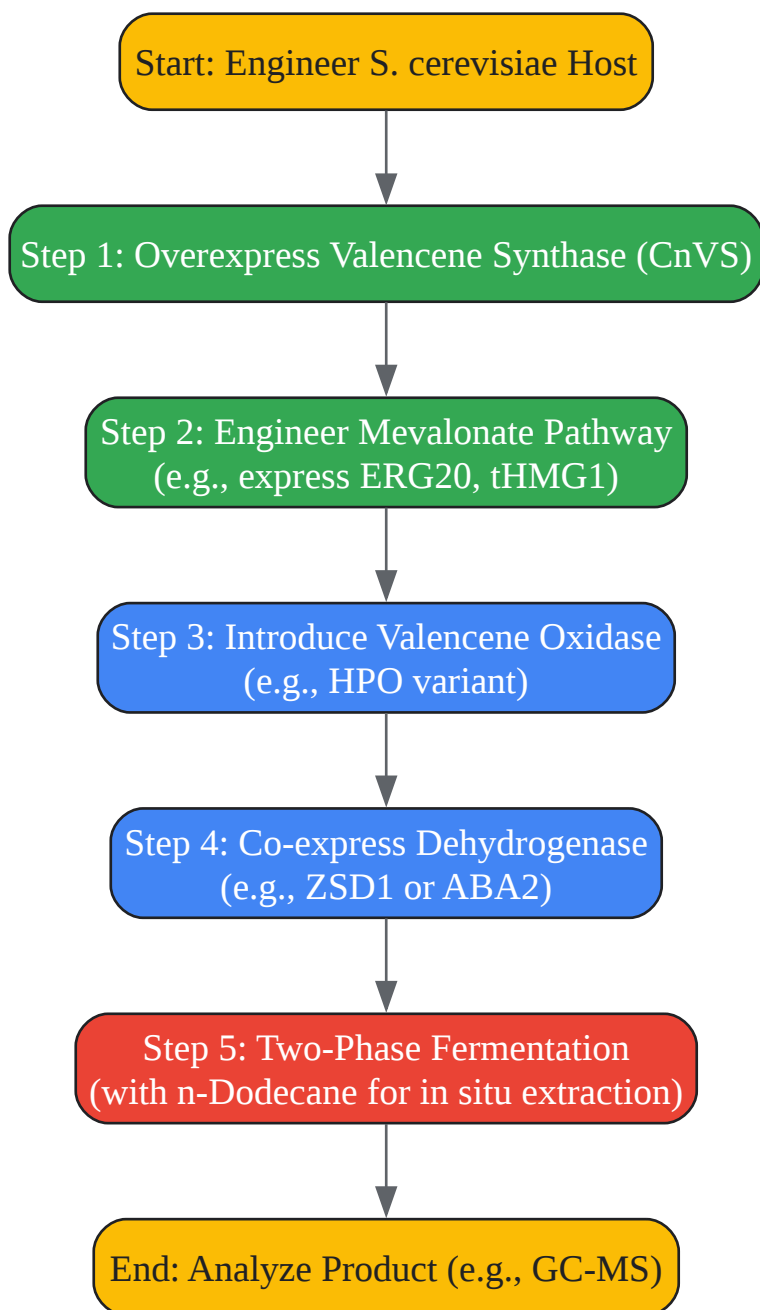 Start: Engineer S. cerevisiae Host
Step 1: Overexpress Valencene Synthase (CnVS)
Step 2: Engineer Mevalonate Pathway
(e.g., express ERG20, tHMG1)
Step 3: Introduce Valencene Oxidase
(e.g., HPO variant)
Step 4: Co-express Dehydrogenase
(e.g., ZSD1 or ABA2)
Step 5: Two-Phase Fermentation
(with n-Dodecane for in situ extraction)
End: Analyze Product (e.g., GC-MS)